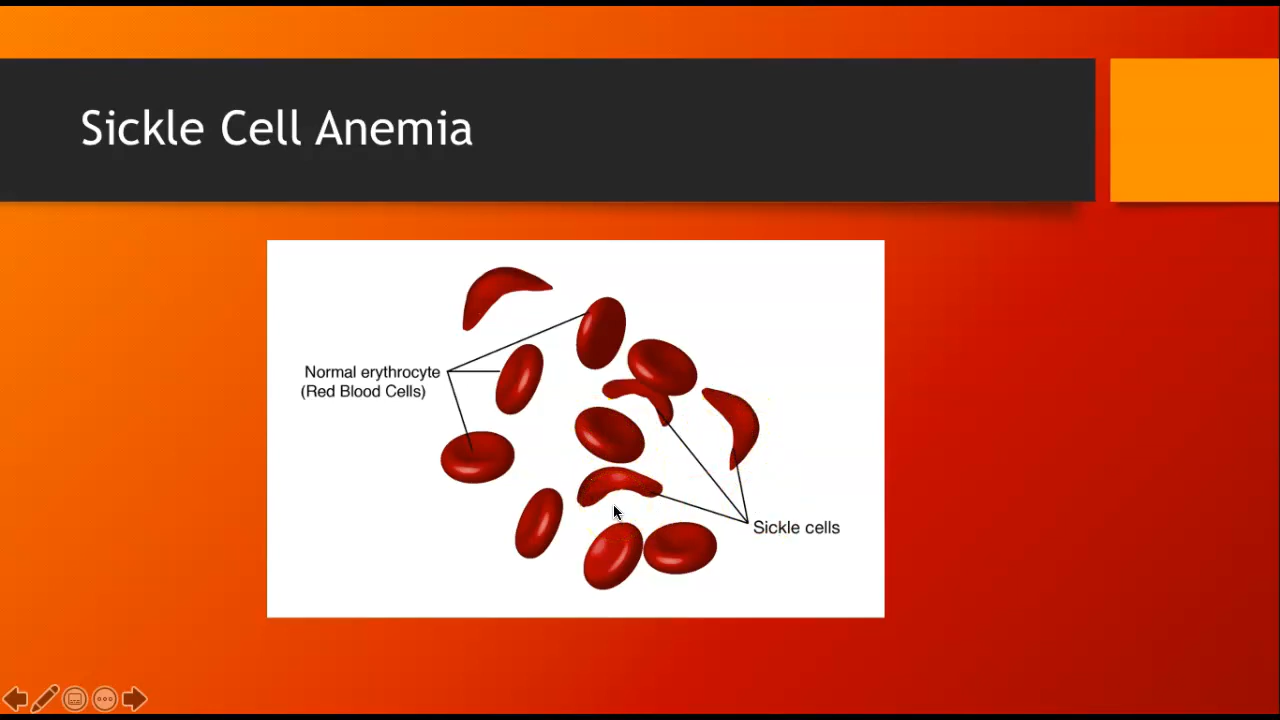 Sickle Cell Anemia
Normal erythrocyte
(Red Blood Cells)
Sickle cells